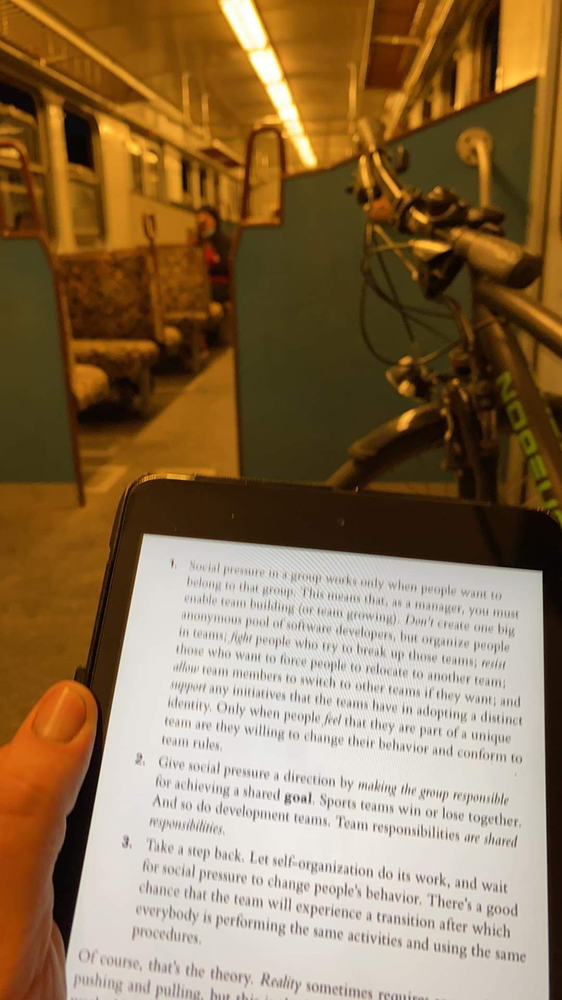 1. Social pressure in a group works only when people want to
belong to that group. This means that, as a manager, you must
enable team building (or team growing). Don't create one big
anonymous pool of software developers, but organize people
in teams; fight people who try to break up those teams; resist
those who want to force people to relocate to another team;
allow team members to switch to other teams if they want; and
support any initiatives that the teams have in adopting a distinct
identity. Only when people feel that they are part of a unique
team are they willing to change their behavior and conform to
team rules.
2. Give social pressure a direction by making the group responsible
for achieving a shared goal. Sports teams win or lose together.
And so do development teams. Team responsibilities are shared
responsibilities.
3. Take a step back. Let self-organization do its work, and wait
for social pressure to change people's behavior. There's a good
chance that the team will experience a transition after which
everybody is performing the same activities and using the same
procedures.
Of course, that's the theory. Reality sometimes requires
pushing and pulling, but this